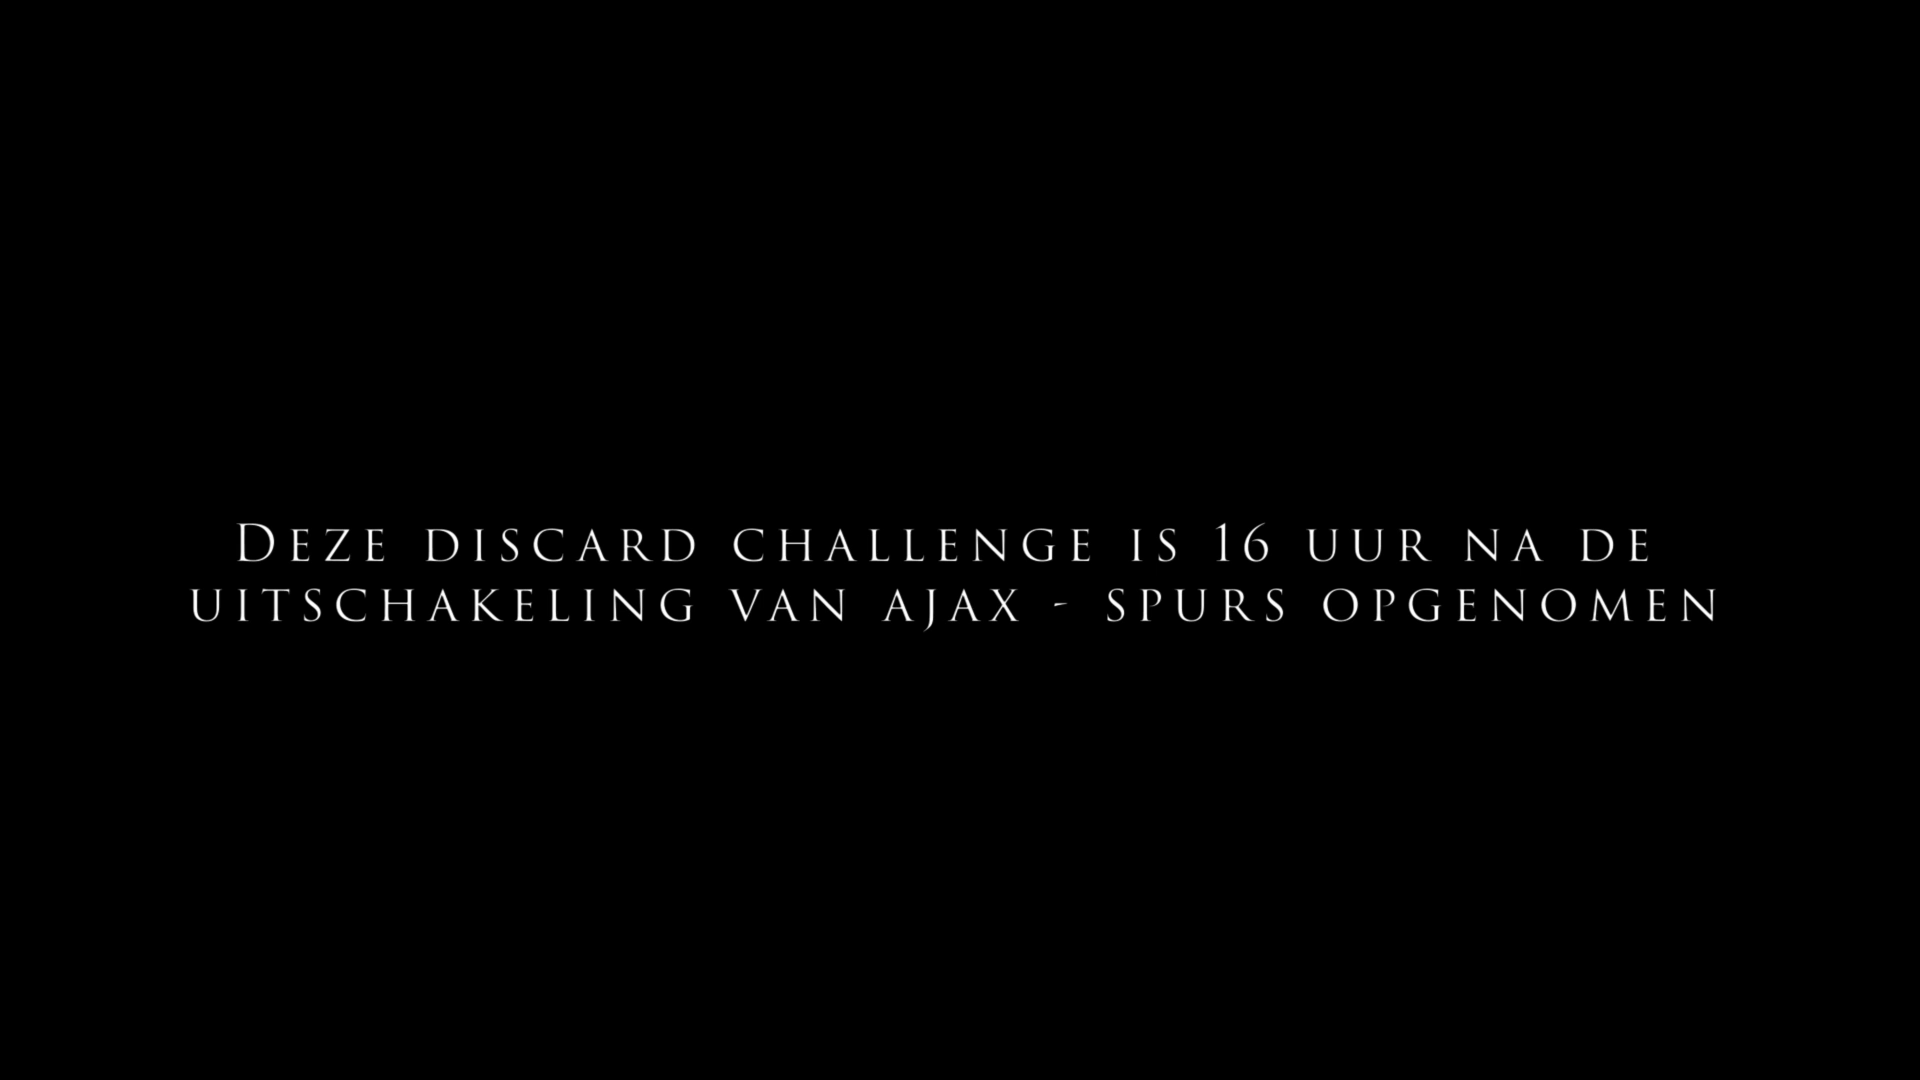 Deze discard challenge is 16 uur na de
uitschakeling van ajax - spurs opgenomen